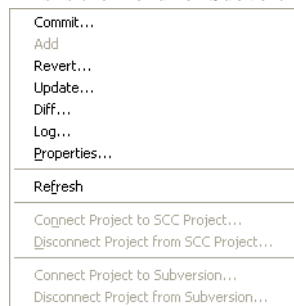 Commit...
Add
Revert...
Update...
Diff...
Log...
Properties...
Refresh
Connect Project to SCC Project...
Disconnect Project from SCC Project...
Connect Project to Subversion...
Disconnect Project from Subversion...